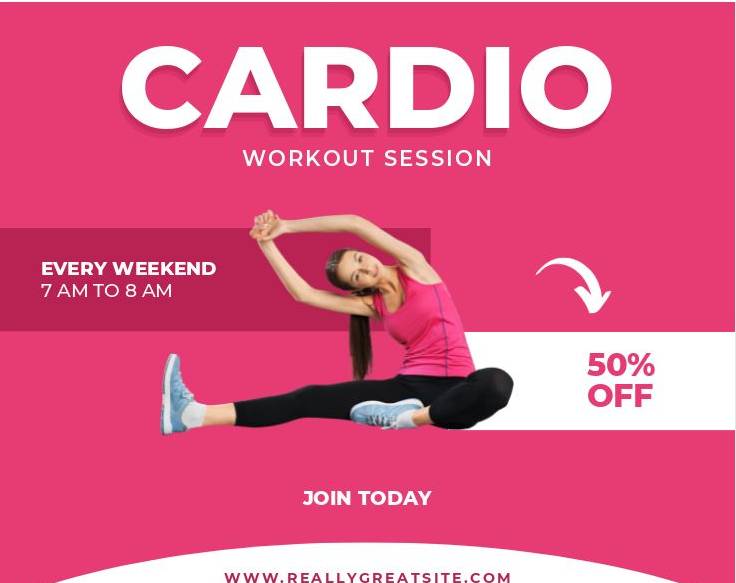 CARDIO
WORKOUT SESSION
EVERY WEEKEND
7 AM TO 8 AM
50%
OFF
JOIN TODAY
WWW.REALLYGREATSITE.COM